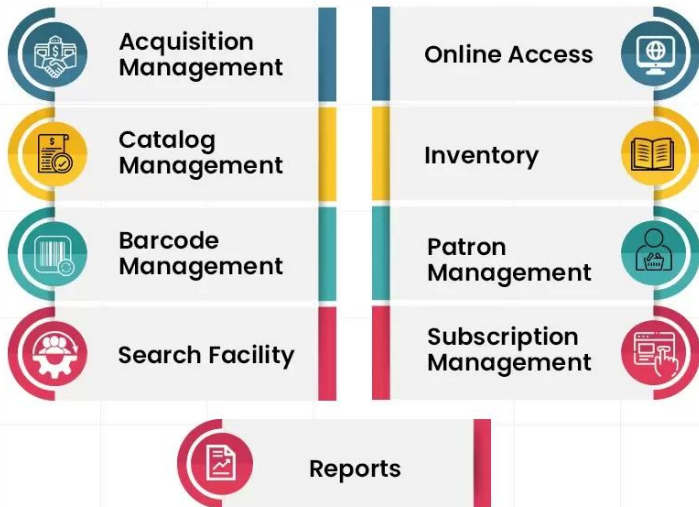 Acquisition
Management
Online Access
Catalog
Management
Inventory
Barcode
Management
Patron
Management
Search Facility
Subscription
Management
Reports